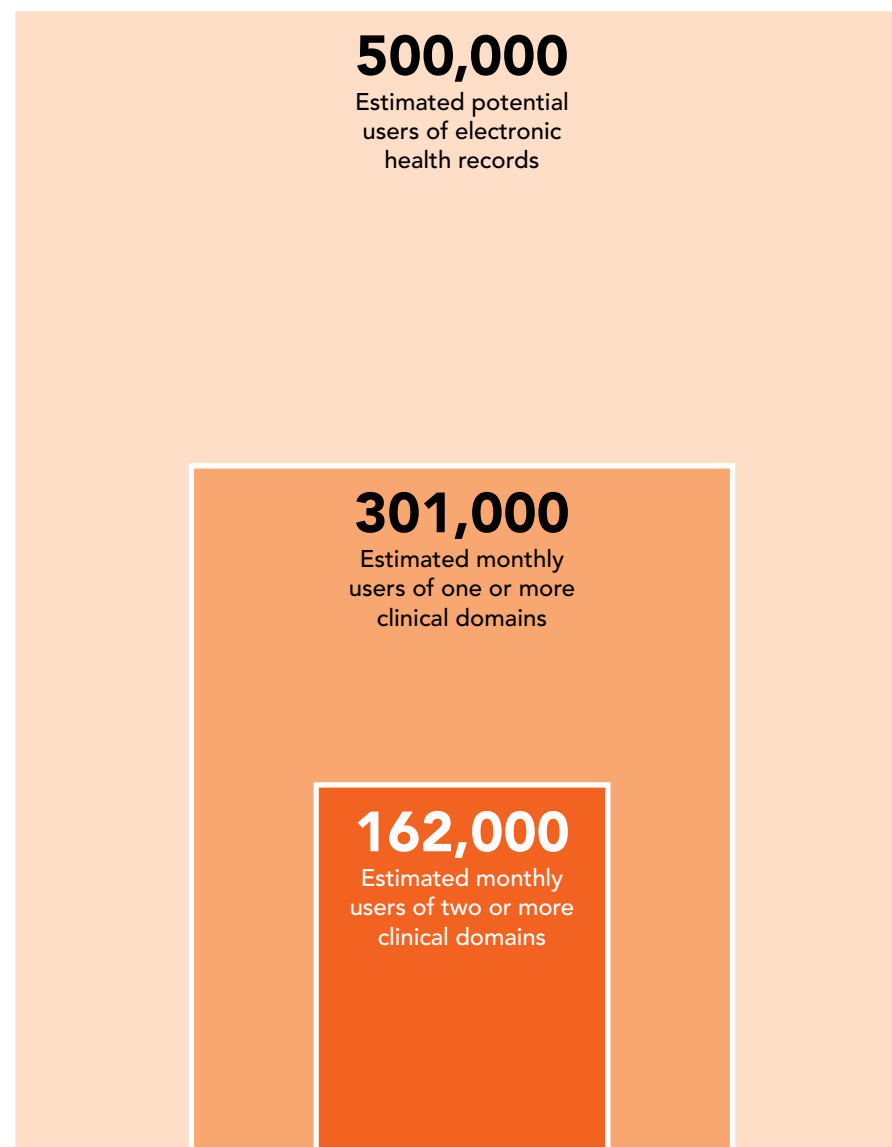 500,000
Estimated potential
users of electronic
health records
301,000
Estimated monthly
users of one or more
clinical domains
162,000
Estimated monthly
users of two or more
clinical domains